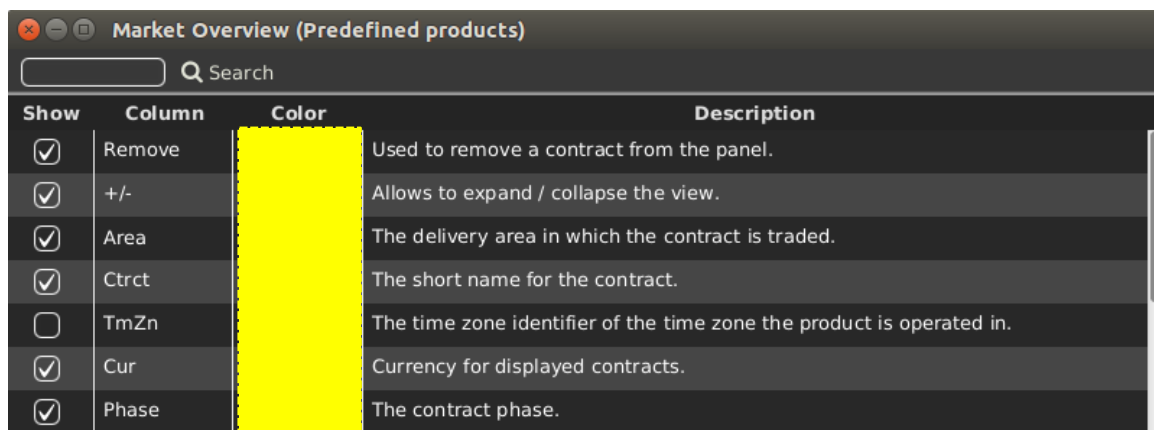 Market Overview (Predefined products)
Search
Show Column Color Description
Remove Used to remove a contract from the panel.
+/- Allows to expand / collapse the view.
Area The delivery area in which the contract is traded.
Ctrct The short name for the contract.
TmZn The time zone identifier of the time zone the product is operated in.
Cur Currency for displayed contracts.
Phase The contract phase.